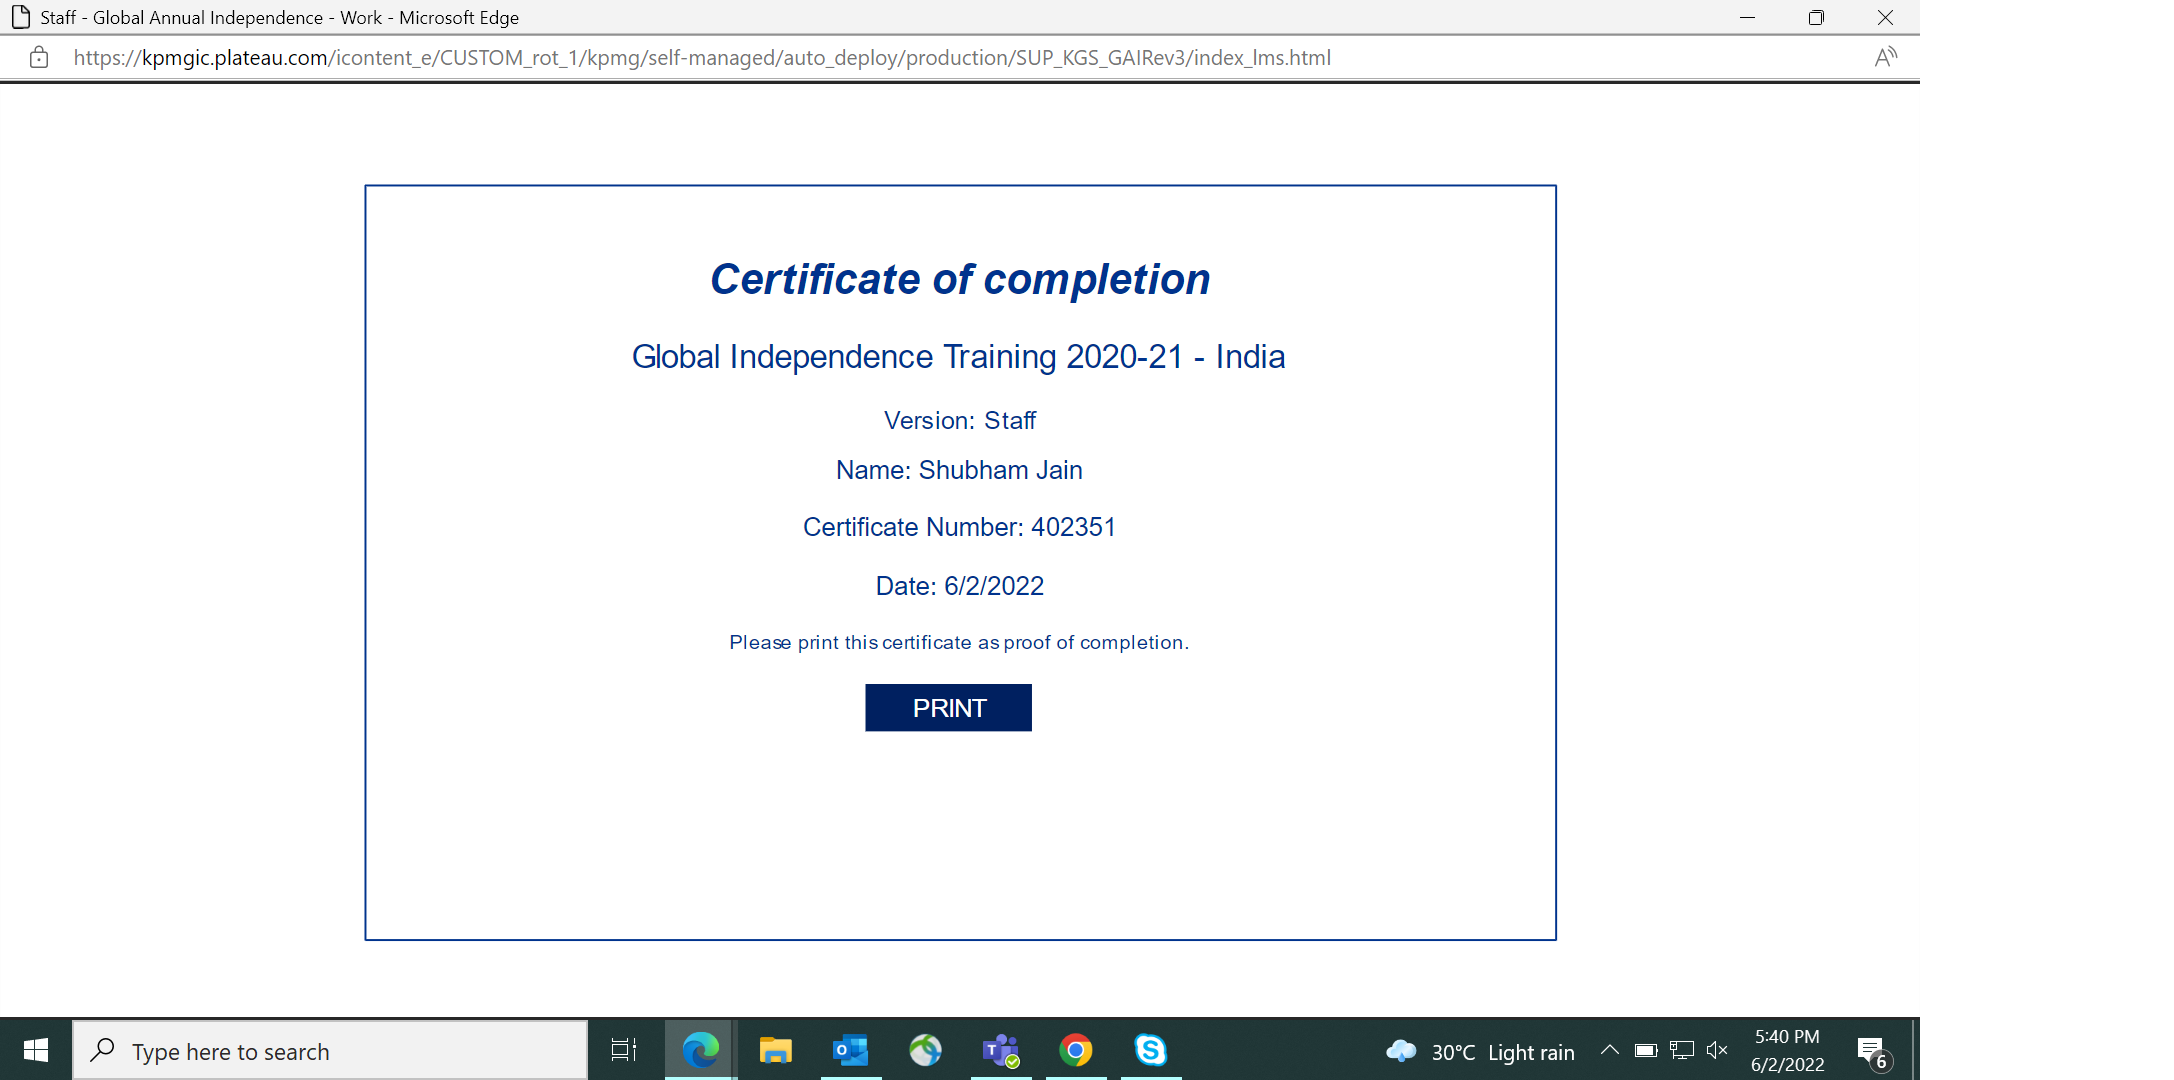 Staff - Global Annual Independence - Work - Microsoft Edge
https://kpmgic.plateau.com/icontent_e/CUSTOM_rot_1/kpmg/self-managed/auto_deploy/production/SUP_KGS_GAIRev3/index_lms.html
Certificate of completion
Global Independence Training 2020-21 - India
Version: Staff
Name: Shubham Jain
Certificate Number: 402351
Date: 6/2/2022
Please print this certificate as proof of completion.
PRINT
Type here to search
30°C Light rain
5:40 PM
6/2/2022
6